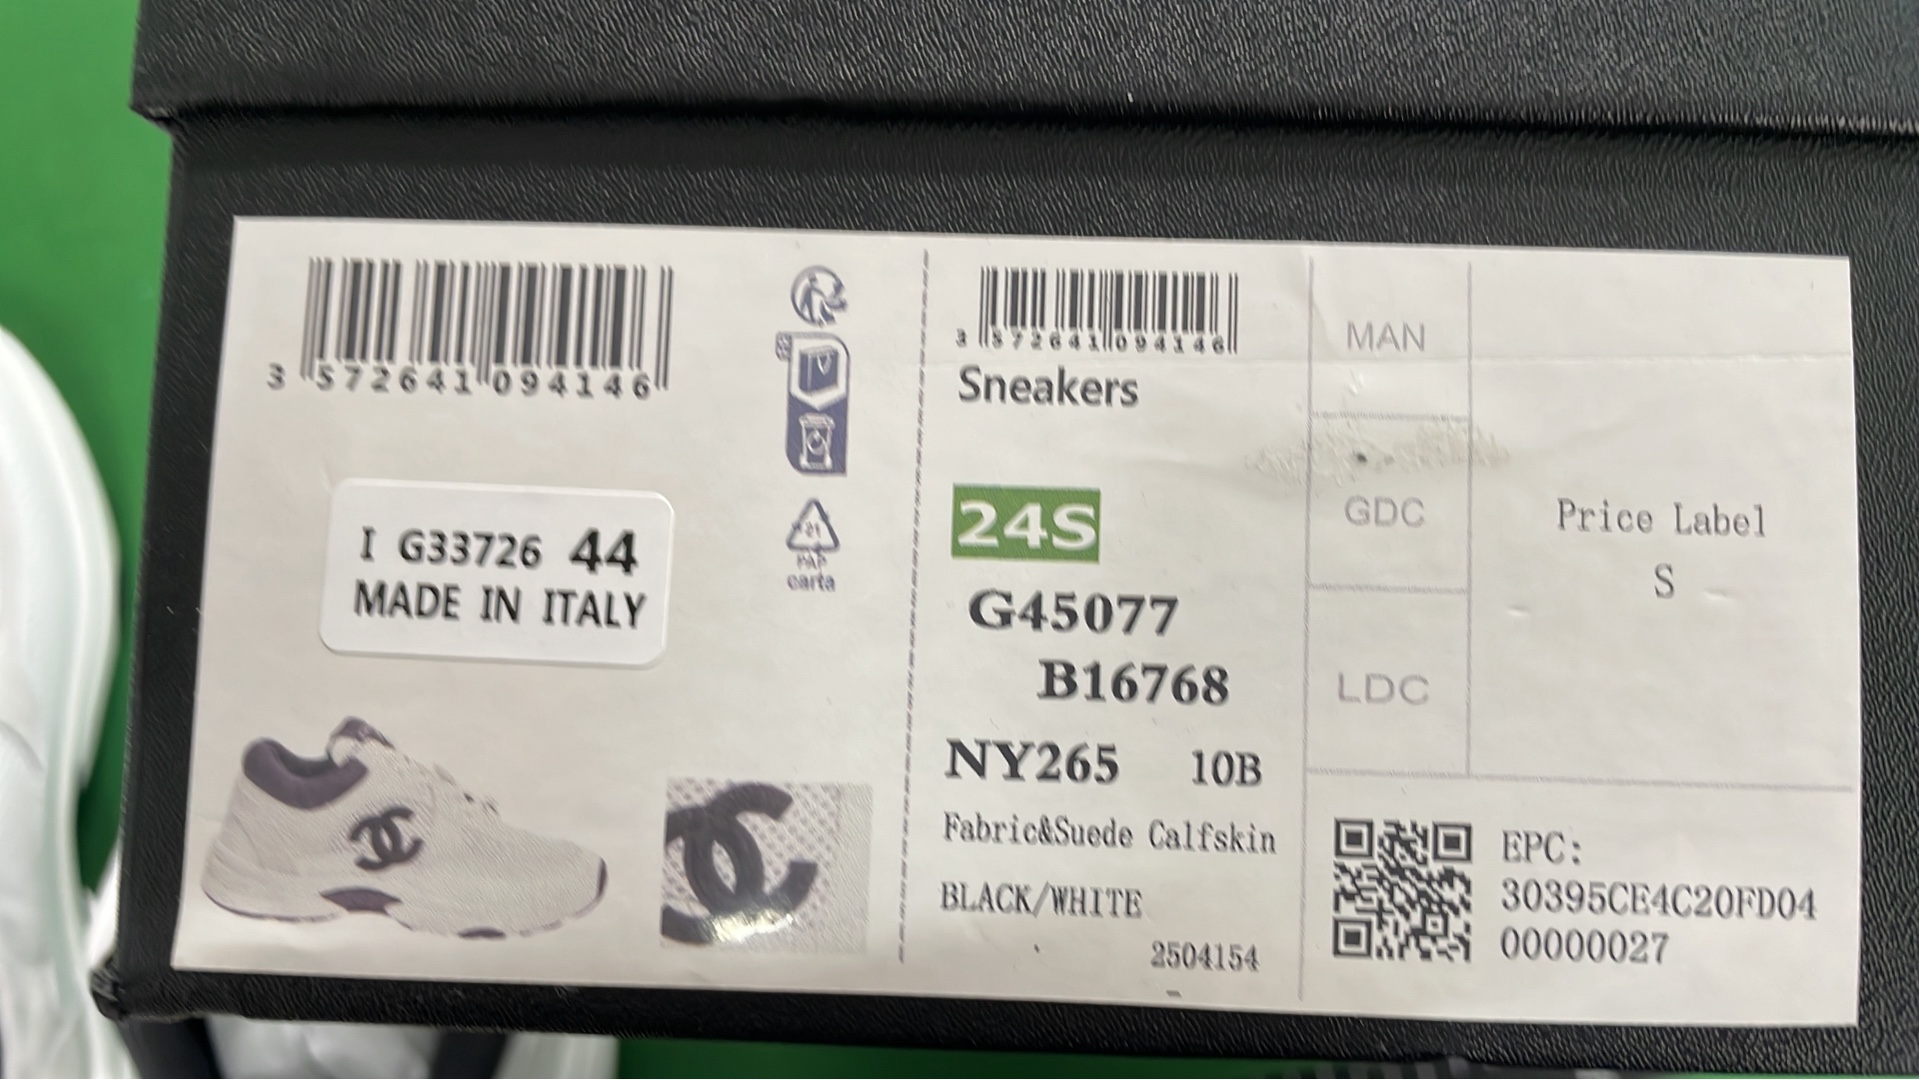 3 572641 094146
I G33726 44
MADE IN ITALY
21
PAP
carta
3 572641 094146
Sneakers
24S
G45077
B16768
NY265 10B
Fabric&Suede Calfskin
BLACK/WHITE
2504154
MAN
GDC
LDC
Price Label
S
EPC:
30395CE4C20FD04
00000027